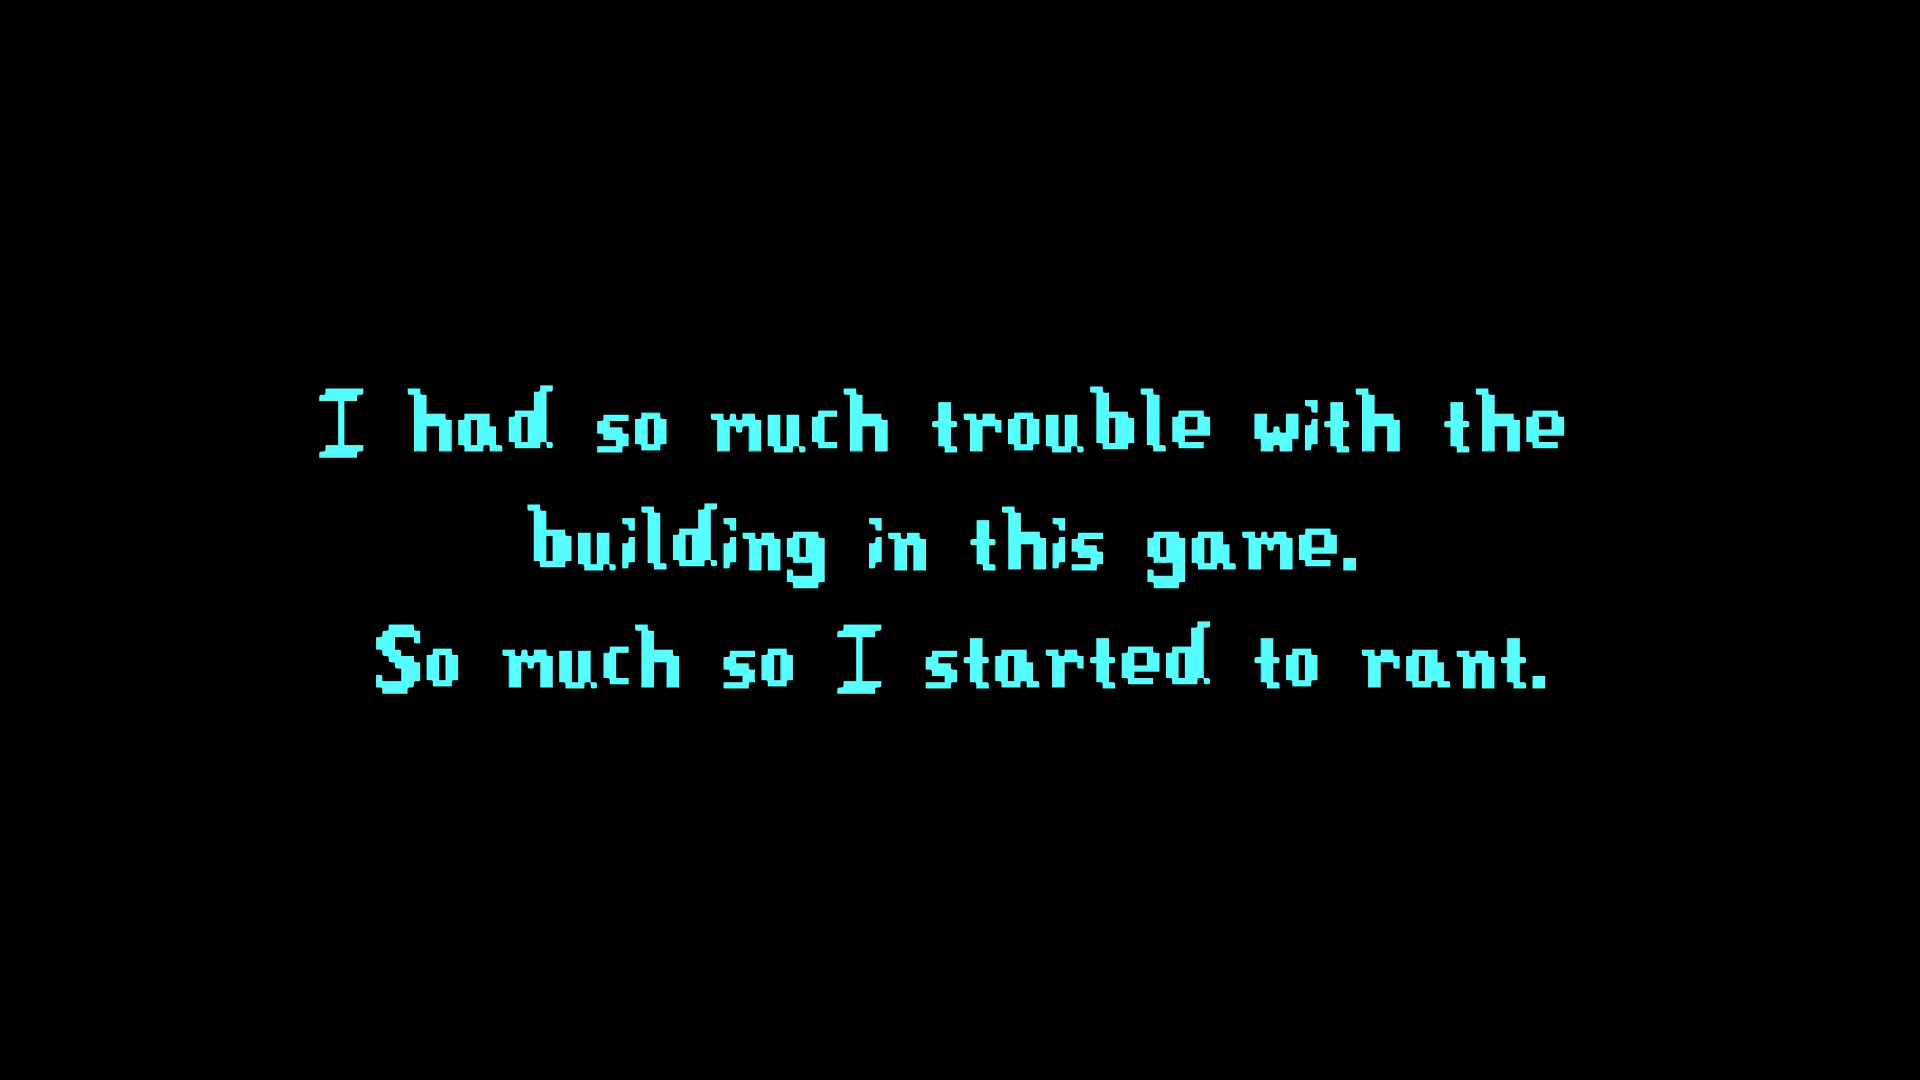 I had so much trouble with the
building in this game.
So much so I started to rant.